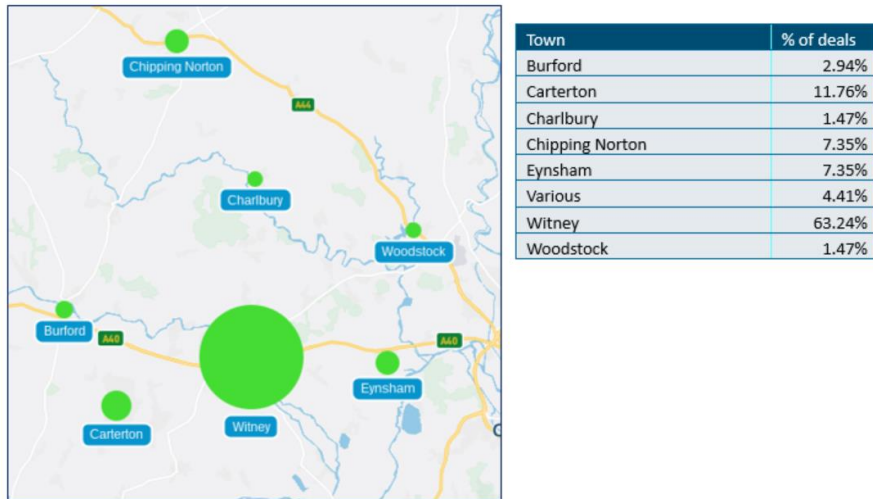 Chipping Norton
A44
Charlbury
Woodstock
Burford
A40
A40
Eynsham
Carterton
Witney
Town % of deals
Burford 2.94%
Carterton 11.76%
Charlbury 1.47%
Chipping Norton 7.35%
Eynsham 7.35%
Various 4.41%
Witney 63.24%
Woodstock 1.47%